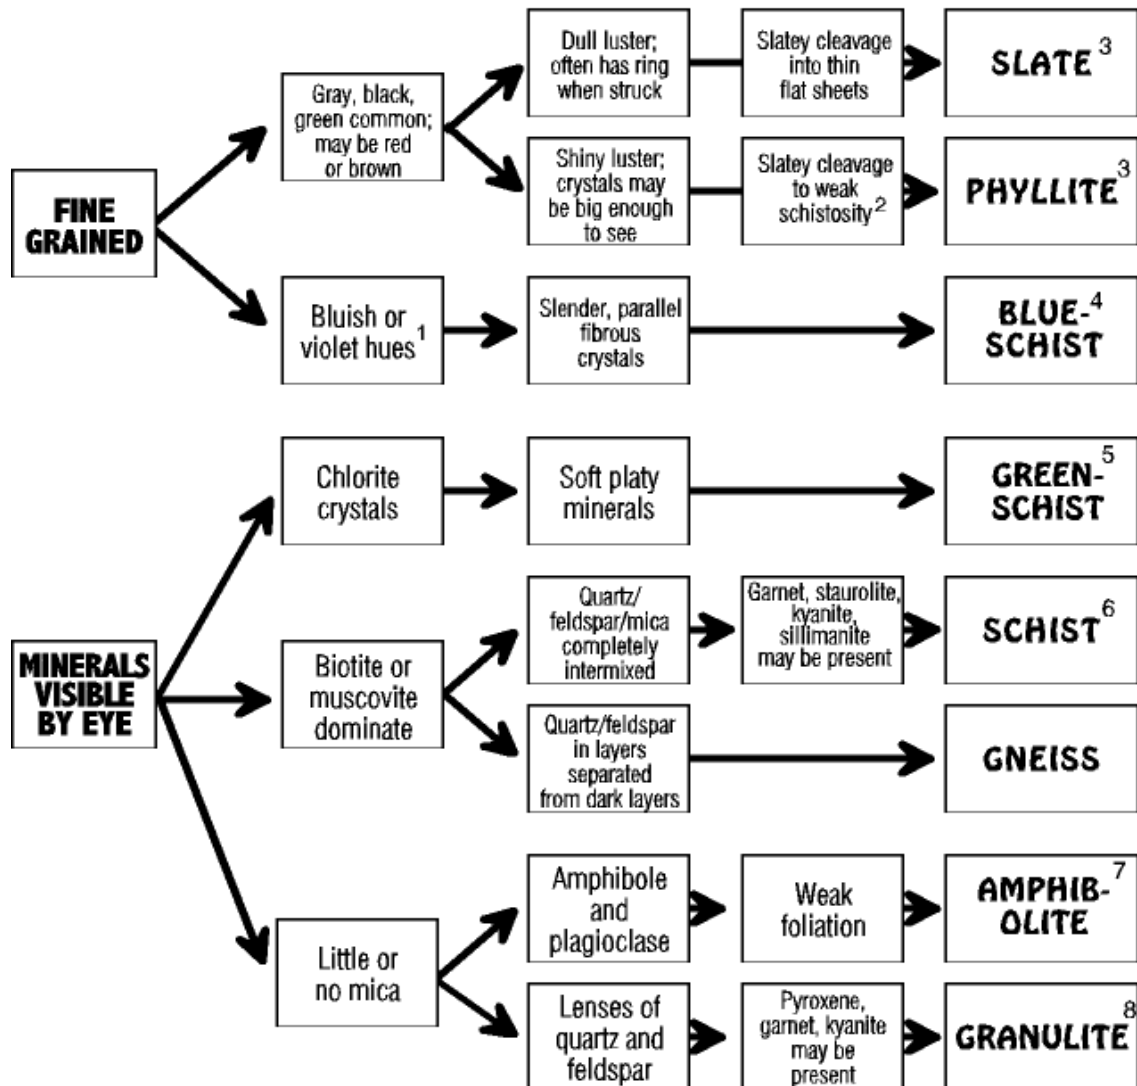 Dull luster;
often has ring
when struck
Slatey cleavage
into thin
flat sheets
SLATE 3
Gray, black,
green common;
may be red
or brown
Shiny luster;
crystals may
be big enough
to see
Slatey cleavage
to weak
schistosity 2
PHYLLITE 3
FINE
GRAINED
Bluish or
violet hues 1
Slender, parallel
fibrous
crystals
BLUE- 4
SCHIST
Chlorite
crystals
Soft platy
minerals
GREEN- 5
SCHIST
MINERALS
VISIBLE
BY EYE
Biotite or
muscovite
dominate
Quartz/
feldspar/mica
completely
intermixed
Garnet, staurolite,
kyanite,
sillimanite
may be present
SCHIST 6
Quartz/feldspar
in layers
separated
from dark layers
GNEISS
Little or
no mica
Amphibole
and
plagioclase
Weak
foliation
AMPHIB- 7
OLITE
Lenses of
quartz and
feldspar
Pyroxene,
garnet, kyanite
may be
present
GRANULITE 8